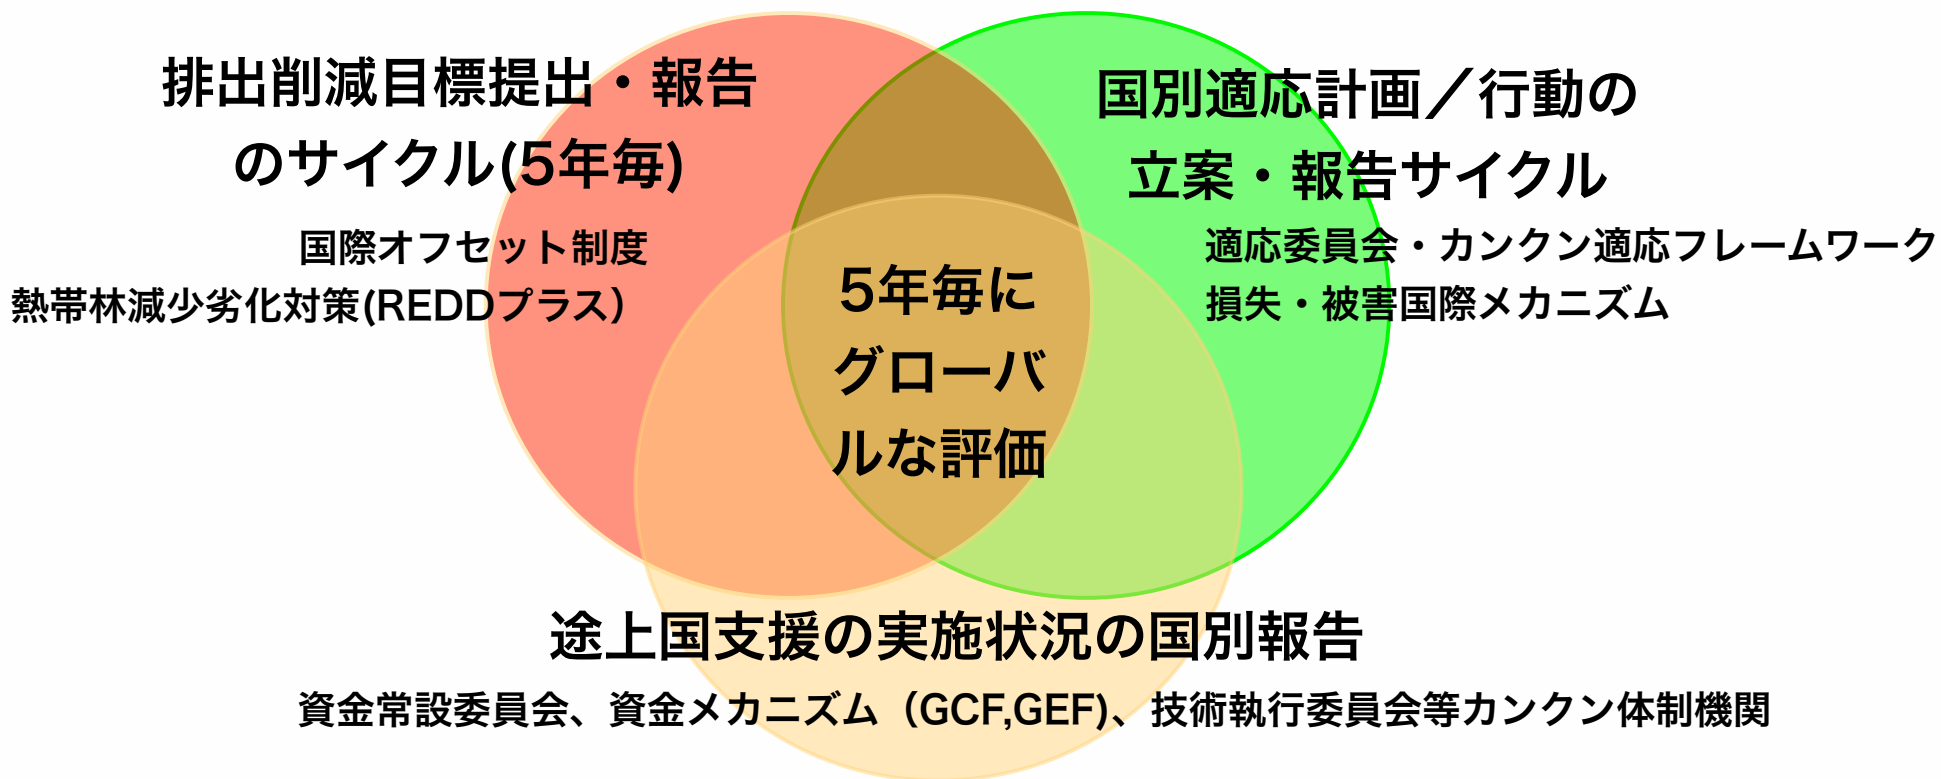 排出削減目標提出・報告
のサイクル(5年毎)
国際オフセット制度
熱帯林減少劣化対策(REDDプラス）
国別適応計画／行動の
立案・報告サイクル
適応委員会・カンクン適応フレームワーク
損失・被害国際メカニズム
5年毎に
グローバ
ルな評価
途上国支援の実施状況の国別報告
資金常設委員会、資金メカニズム（GCF,GEF)、技術執行委員会等カンクン体制機関